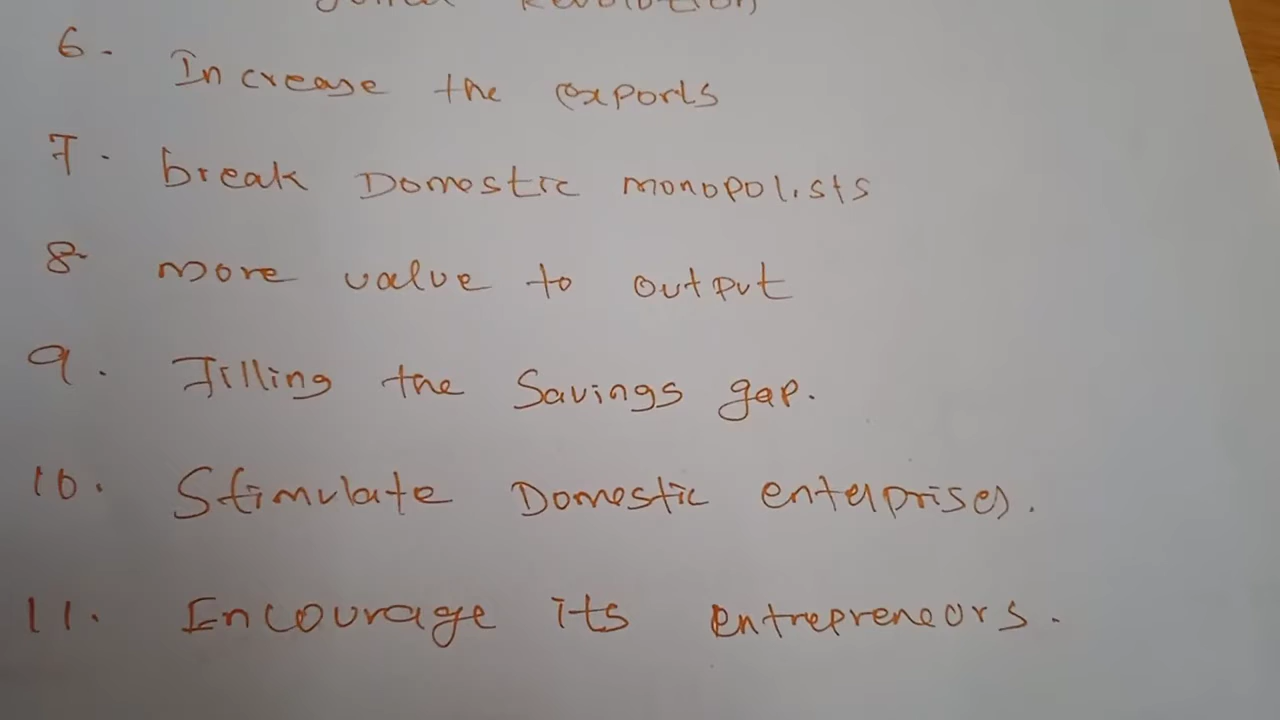 Revolution
6. Increase the exports
7. break Domestic monopolists
8. more value to output
9. Filling the Savings gap.
10. Stimulate Domestic enterprises.
11. Encourage its entrepreneurs.